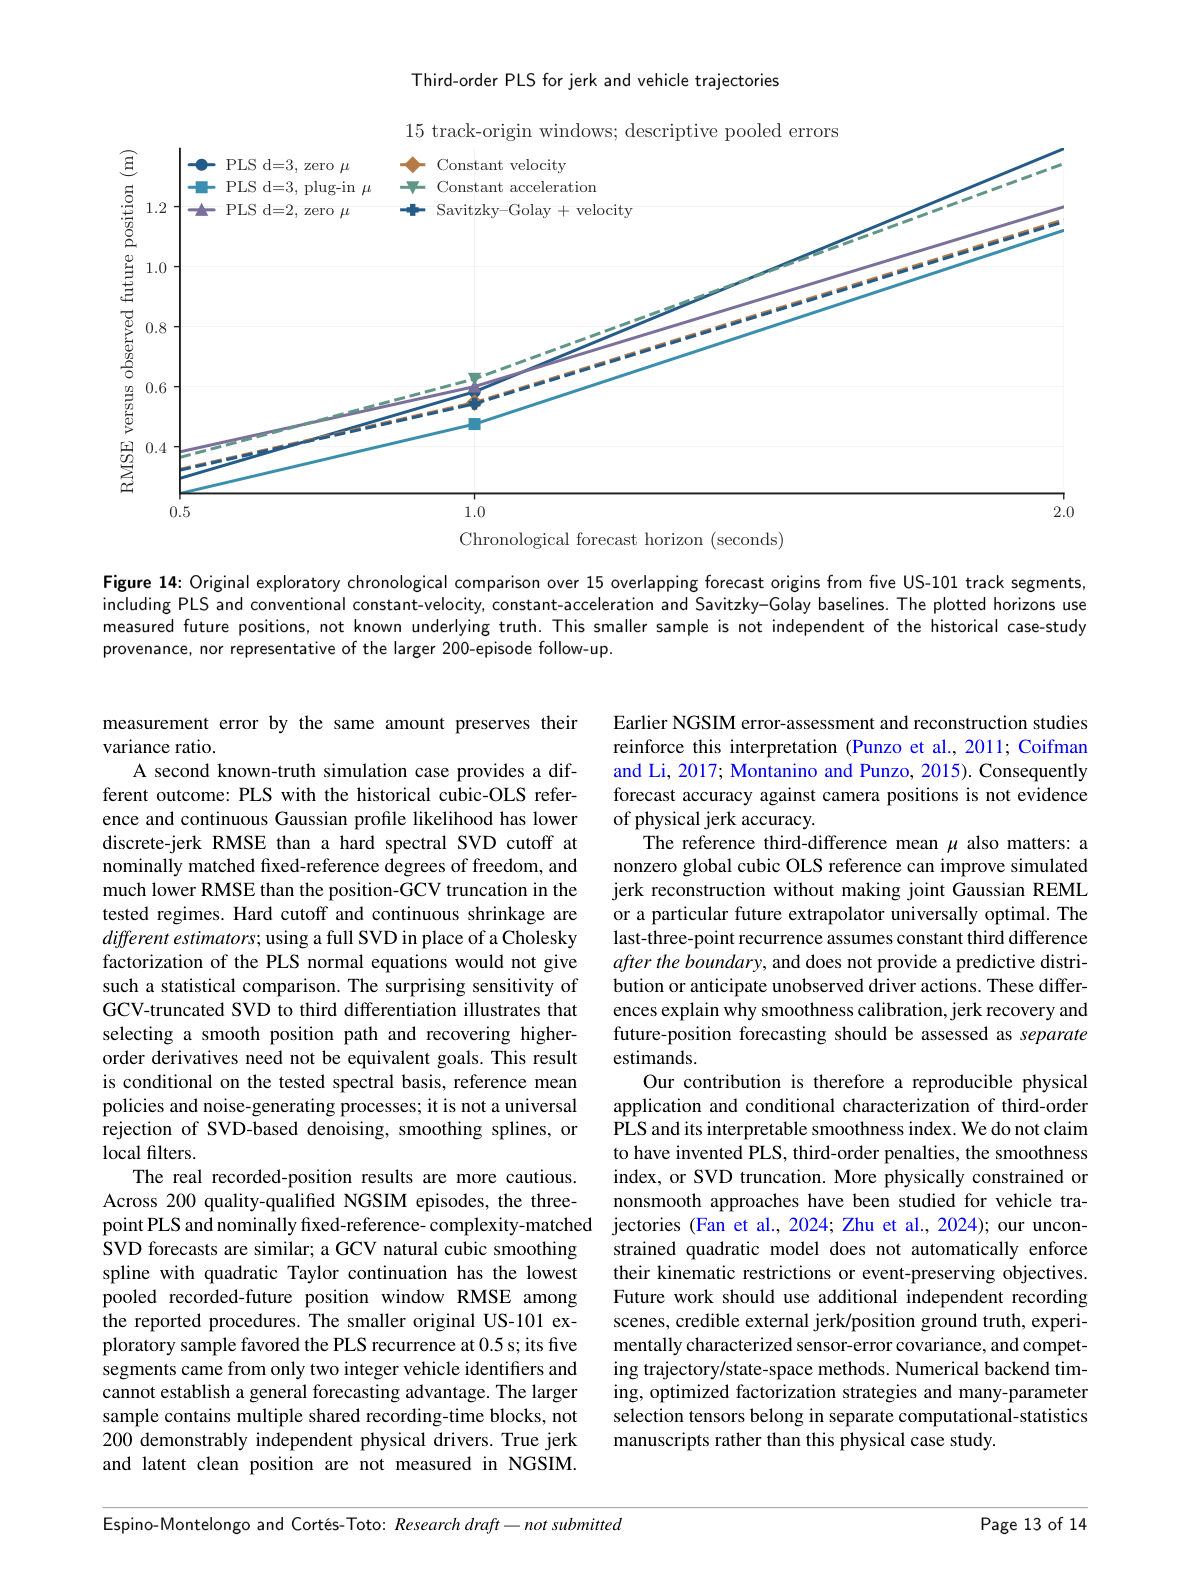 Third-order PLS for jerk and vehicle trajectories
15 track-origin windows; descriptive pooled errors
RMSE versus observed future position (m)
PLS d=3, zero μ
PLS d=3, plug-in μ
PLS d=2, zero μ
Constant velocity
Constant acceleration
Savitzky–Golay + velocity
1.2
1.0
0.8
0.6
0.4
0.5
1.0
2.0
Chronological forecast horizon (seconds)
Figure 14: Original exploratory chronological comparison over 15 overlapping forecast origins from five US-101 track segments,
including PLS and conventional constant-velocity, constant-acceleration and Savitzky–Golay baselines. The plotted horizons use
measured future positions, not known underlying truth. This smaller sample is not independent of the historical case-study
provenance, nor representative of the larger 200-episode follow-up.
measurement error by the same amount preserves their
variance ratio.
A second known-truth simulation case provides a dif-
ferent outcome: PLS with the historical cubic-OLS refer-
ence and continuous Gaussian profile likelihood has lower
discrete-jerk RMSE than a hard spectral SVD cutoff at
nominally matched fixed-reference degrees of freedom, and
much lower RMSE than the position-GCV truncation in the
tested regimes. Hard cutoff and continuous shrinkage are
different estimators; using a full SVD in place of a Cholesky
factorization of the PLS normal equations would not give
such a statistical comparison. The surprising sensitivity of
GCV-truncated SVD to third differentiation illustrates that
selecting a smooth position path and recovering higher-
order derivatives need not be equivalent goals. This result
is conditional on the tested spectral basis, reference mean
policies and noise-generating processes; it is not a universal
rejection of SVD-based denoising, smoothing splines, or
local filters.
The real recorded-position results are more cautious.
Across 200 quality-qualified NGSIM episodes, the three-
point PLS and nominally fixed-reference- complexity-matched
SVD forecasts are similar; a GCV natural cubic smoothing
spline with quadratic Taylor continuation has the lowest
pooled recorded-future position window RMSE among
the reported procedures. The smaller original US-101 ex-
ploratory sample favored the PLS recurrence at 0.5 s; its five
segments came from only two integer vehicle identifiers and
cannot establish a general forecasting advantage. The larger
sample contains multiple shared recording-time blocks, not
200 demonstrably independent physical drivers. True jerk
and latent clean position are not measured in NGSIM.
Earlier NGSIM error-assessment and reconstruction studies
reinforce this interpretation (Punzo et al., 2011; Coifman
and Li, 2017; Montanino and Punzo, 2015). Consequently
forecast accuracy against camera positions is not evidence
of physical jerk accuracy.
The reference third-difference mean μ also matters: a
nonzero global cubic OLS reference can improve simulated
jerk reconstruction without making joint Gaussian REML
or a particular future extrapolator universally optimal. The
last-three-point recurrence assumes constant third difference
after the boundary, and does not provide a predictive distri-
bution or anticipate unobserved driver actions. These differ-
ences explain why smoothness calibration, jerk recovery and
future-position forecasting should be assessed as separate
estimands.
Our contribution is therefore a reproducible physical
application and conditional characterization of third-order
PLS and its interpretable smoothness index. We do not claim
to have invented PLS, third-order penalties, the smoothness
index, or SVD truncation. More physically constrained or
nonsmooth approaches have been studied for vehicle tra-
jectories (Fan et al., 2024; Zhu et al., 2024); our uncon-
strained quadratic model does not automatically enforce
their kinematic restrictions or event-preserving objectives.
Future work should use additional independent recording
scenes, credible external jerk/position ground truth, experi-
mentally characterized sensor-error covariance, and compet-
ing trajectory/state-space methods. Numerical backend tim-
ing, optimized factorization strategies and many-parameter
selection tensors belong in separate computational-statistics
manuscripts rather than this physical case study.
Espino-Montelongo and Cortés-Toto: Research draft — not submitted
Page 13 of 14